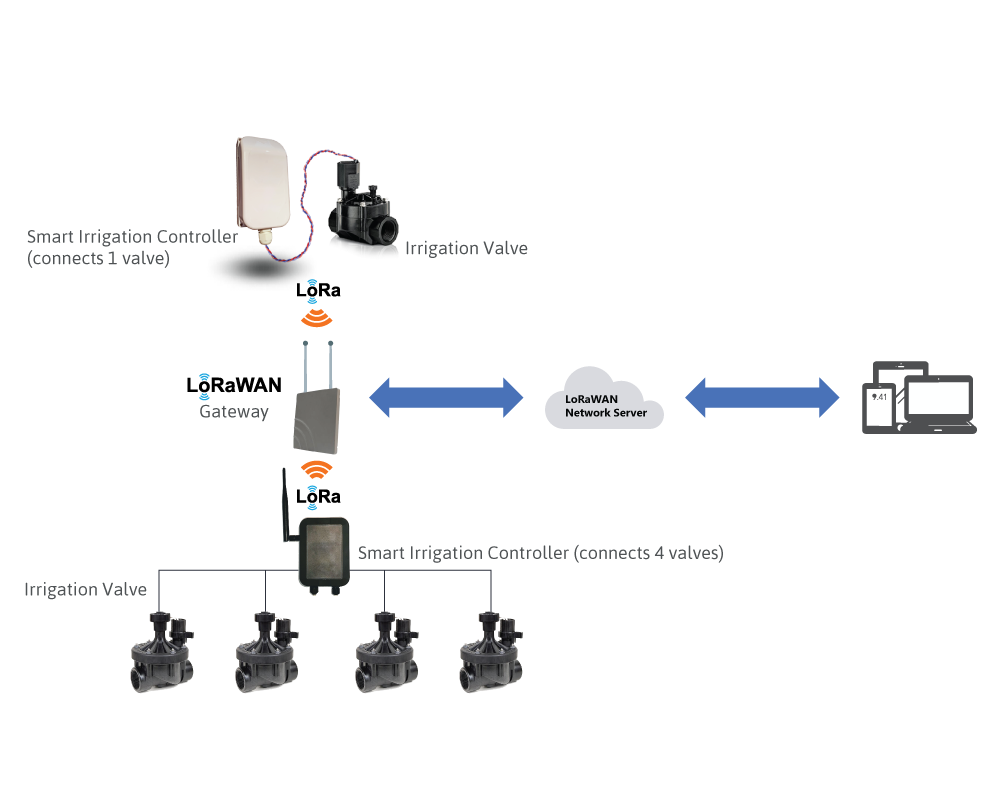 Smart Irrigation Controller
(connects 1 valve)
Irrigation Valve
LoRa
LoRaWAN
Gateway
LoRaWAN
Network Server
9.41
LoRa
Smart Irrigation Controller (connects 4 valves)
Irrigation Valve